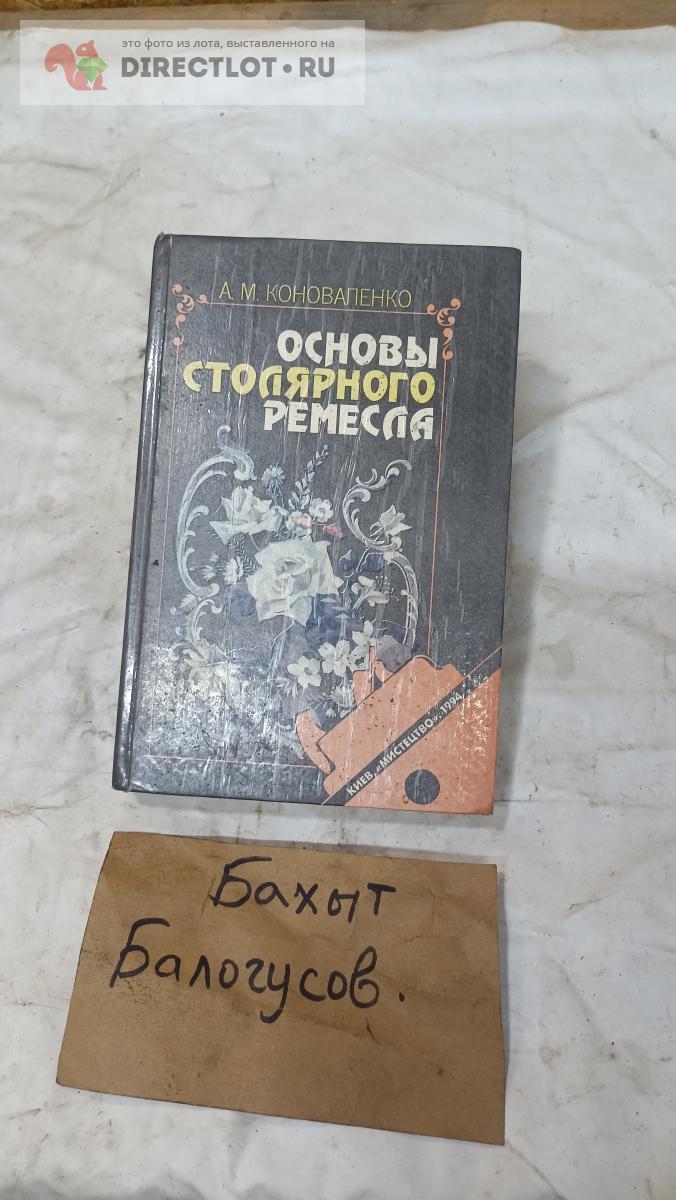 это фото из лота, выставленного на
DIRECTLOT•RU
А. М. КОНОВАЛЕНКО
ОСНОВЫ
СТОЛЯРНОГО
РЕМЕСЛА
КИЕВ, «МИСТЕЦТВО», 1994
Бахыт
Балогусов.